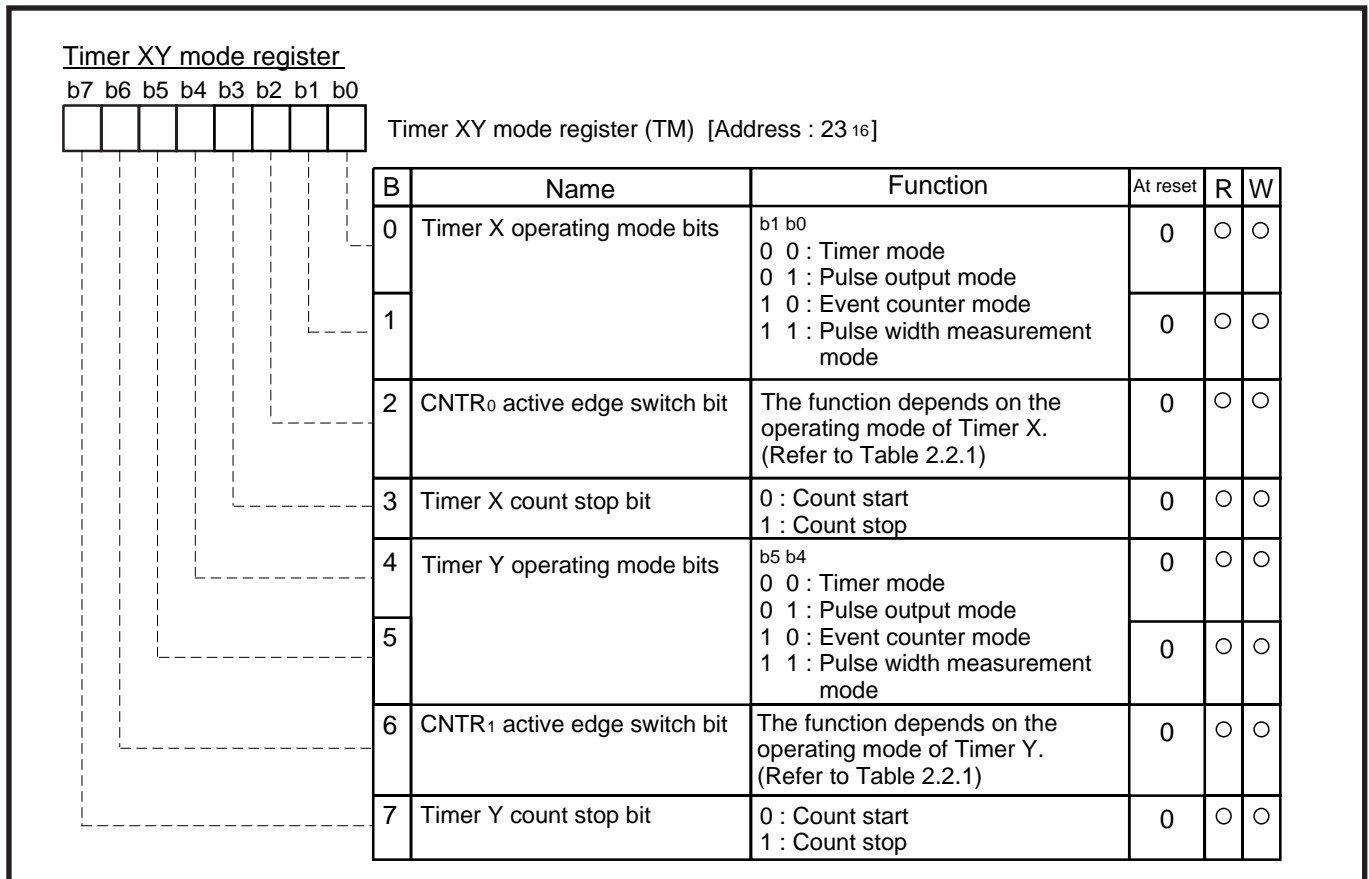 Timer XY mode register
b7 b6 b5 b4 b3 b2 b1 b0
Timer XY mode register (TM) [Address : 23 16]
B Name Function At reset R W
0 Timer X operating mode bits b1 b0 0 ○ ○
0 0 : Timer mode
0 1 : Pulse output mode
1 0 : Event counter mode
1 0 ○ ○
1 1 : Pulse width measurement
mode
2 CNTR0 active edge switch bit The function depends on the 0 ○ ○
operating mode of Timer X.
(Refer to Table 2.2.1)
3 Timer X count stop bit 0 : Count start 0 ○ ○
1 : Count stop
4 Timer Y operating mode bits b5 b4 0 ○ ○
0 0 : Timer mode
0 1 : Pulse output mode
5 1 0 : Event counter mode 0 ○ ○
1 1 : Pulse width measurement
mode
6 CNTR1 active edge switch bit The function depends on the 0 ○ ○
operating mode of Timer Y.
(Refer to Table 2.2.1)
7 Timer Y count stop bit 0 : Count start 0 ○ ○
1 : Count stop